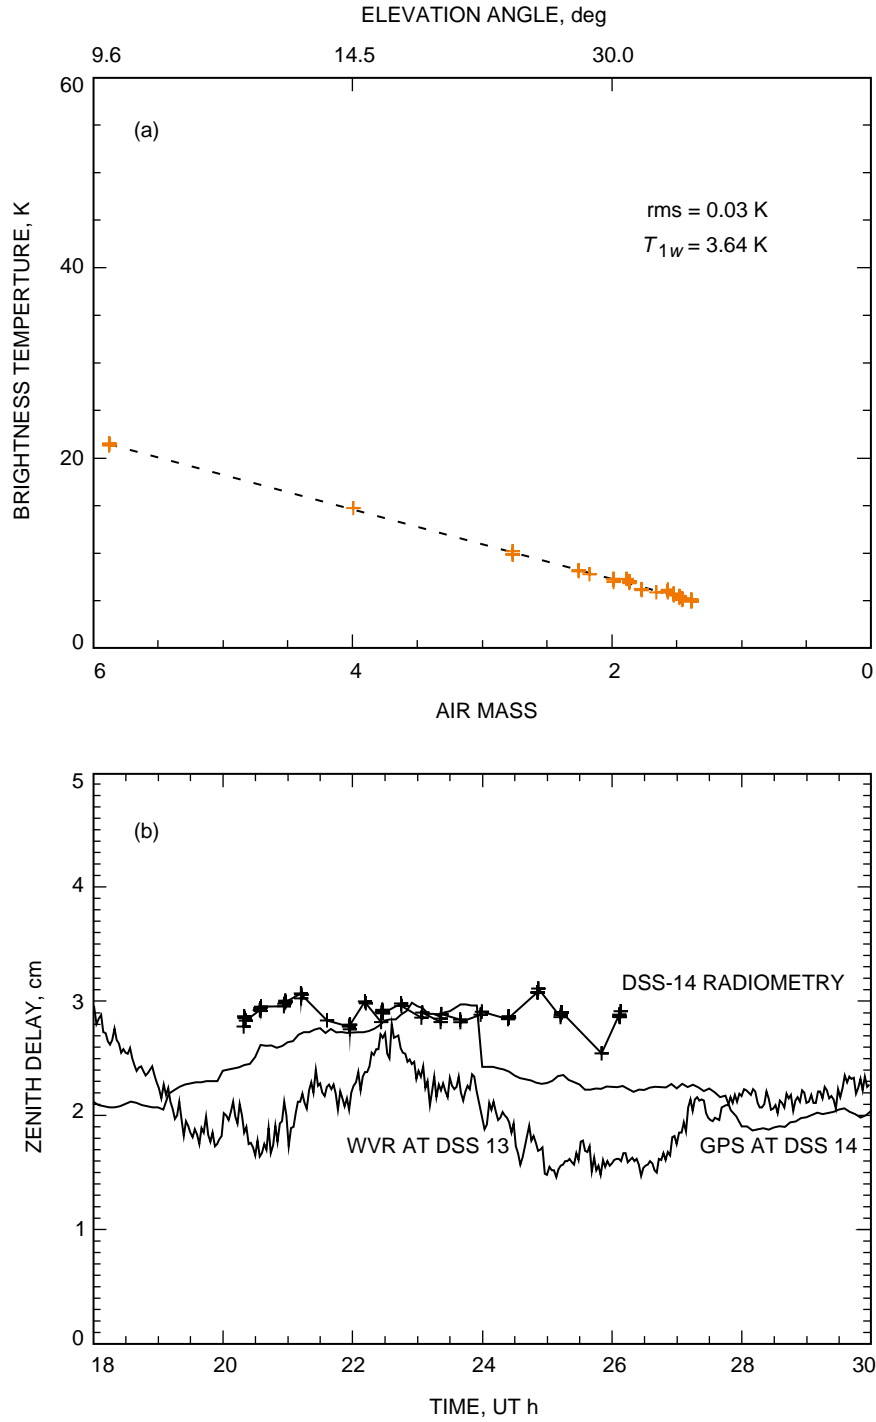 ELEVATION ANGLE, deg
9.6 14.5 30.0
60
(a)
rms = 0.03 K
T1w = 3.64 K
40
BRIGHTNESS TEMPERTURE, K
20
0
6 4 2 0
AIR MASS
5
(b)
4
DSS-14 RADIOMETRY
3
ZENITH DELAY, cm
2
WVR AT DSS 13 GPS AT DSS 14
1
0
18 20 22 24 26 28 30
TIME, UT h